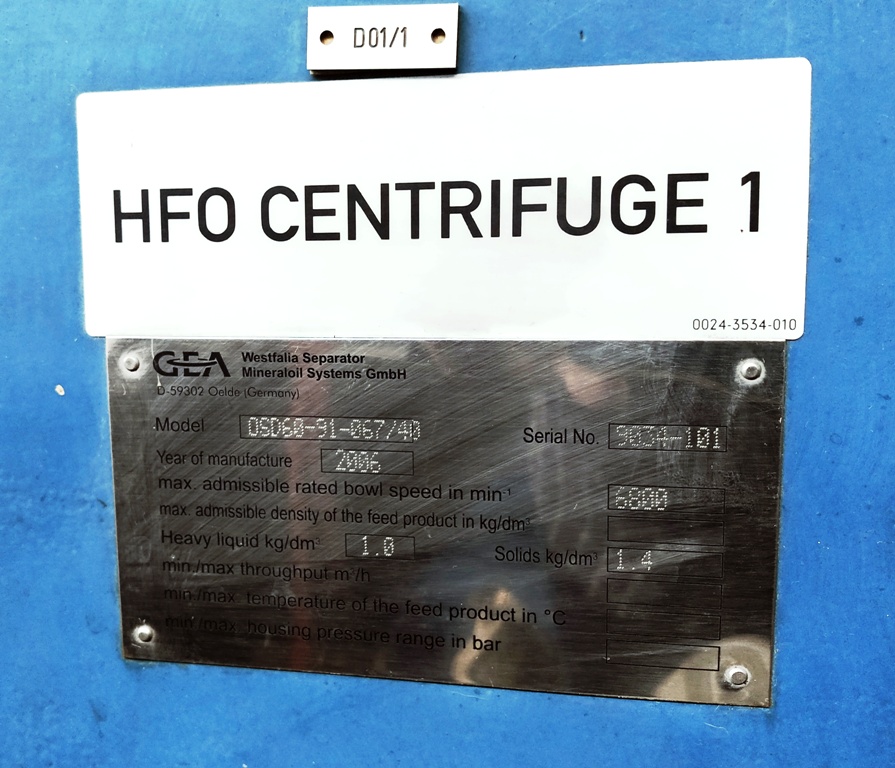 D01/1
HFO CENTRIFUGE 1
0024-3534-010
GEA Westfalia Separator
Mineraloil Systems GmbH
D-59302 Oelde (Germany)
Model OSD60-91-067/40 Serial No. 9034-101
Year of manufacture 2006
max. admissible rated bowl speed in min⁻¹ 6800
max. admissible density of the feed product in kg/dm³
Heavy liquid kg/dm³ 1.0 Solids kg/dm³ 1.4
min./max throughput m³/h
min./max. temperature of the feed product in °C
min/max. housing pressure range in bar